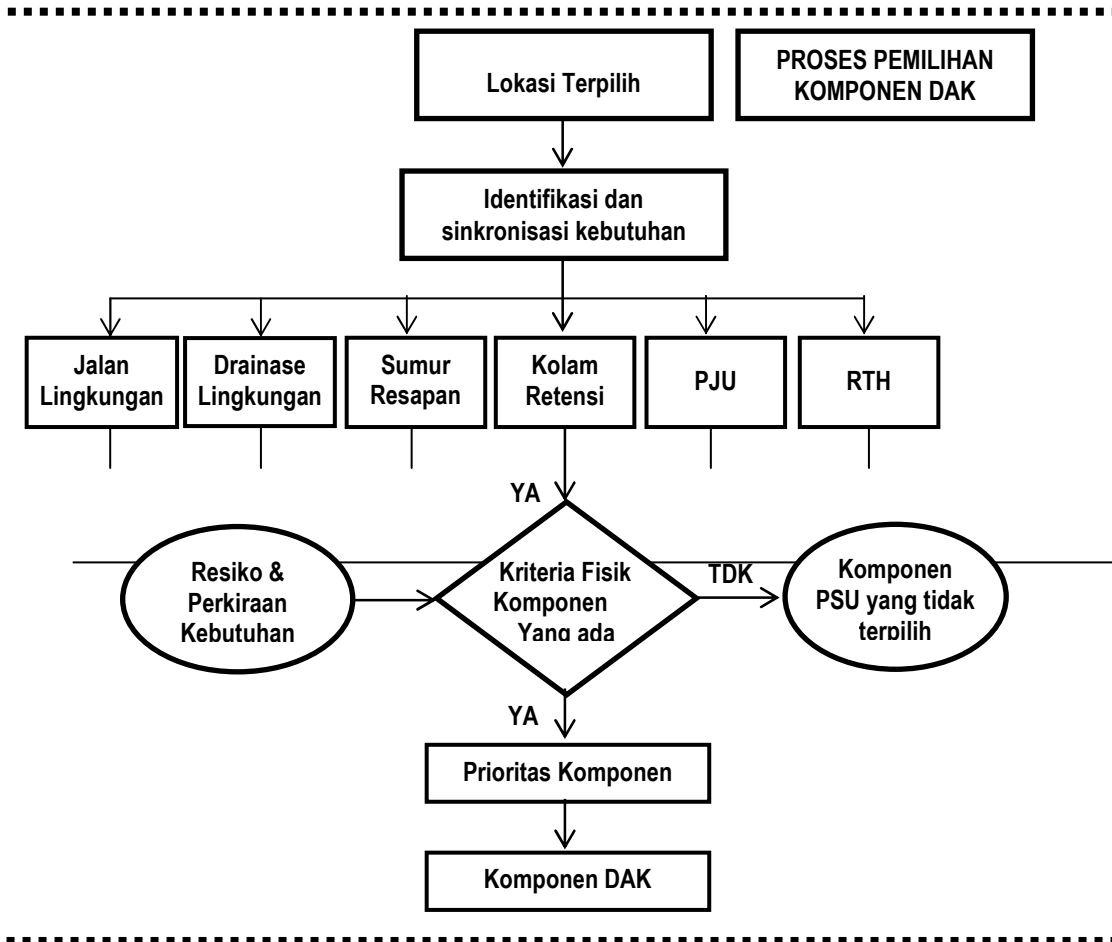 Lokasi Terpilih
PROSES PEMILIHAN
KOMPONEN DAK
Identifikasi dan
sinkronisasi kebutuhan
Jalan
Lingkungan
Drainase
Lingkungan
Sumur
Resapan
Kolam
Retensi
PJU
RTH
YA
Resiko &
Perkiraan
Kebutuhan
Kriteria Fisik
Komponen
Yang ada
TDK
Komponen
PSU yang tidak
terpilih
YA
Prioritas Komponen
Komponen DAK